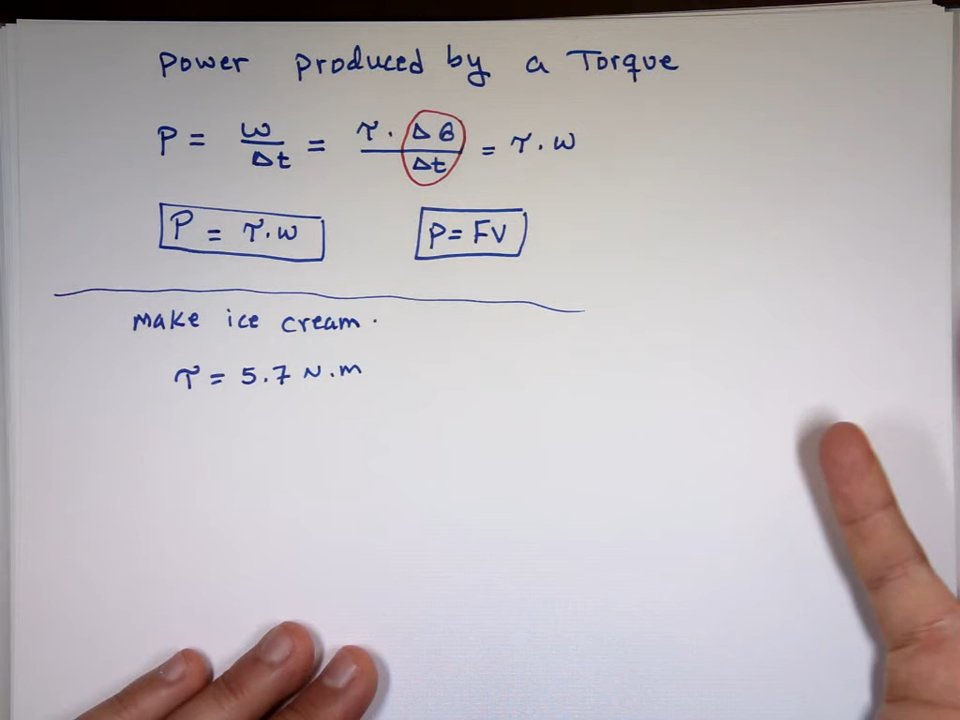 Power produced by a Torque
P = W/Δt = τ·Δθ/Δt = τ·ω
P = τ·ω P = FV
make ice cream.
τ = 5.7 N.m